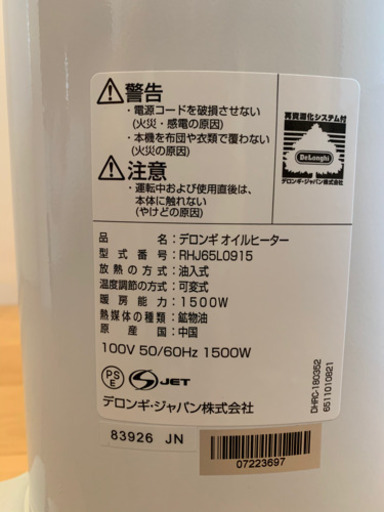 警告
・電源コードを破損させない
(火災・感電の原因)
・本機を布団や衣類で覆わない
(火災の原因)
注意
・運転中および使用直後は、
本体に触れない
(やけどの原因)
再資源化システム付
DeLonghi
デロンギ・ジャパン株式会社
品 名：デロンギ オイルヒーター
型式番号：RHJ65L0915
放熱の方式：油入式
温度調節の方式：可変式
暖房能力：1500W
熱媒体の種類：鉱物油
原産国：中国
100V 50/60Hz 1500W
PSE
S JET
デロンギ・ジャパン株式会社
DHRC-180352
6511010821
83926 JN
07223697